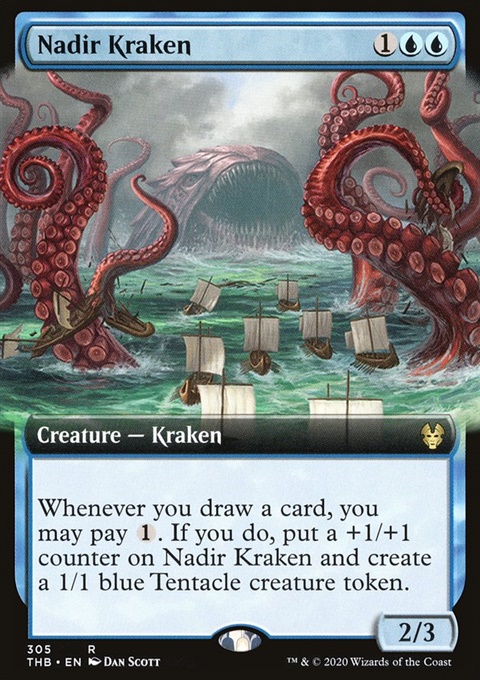 Nadir Kraken 1
Creature — Kraken
Whenever you draw a card, you
may pay 1. If you do, put a +1/+1
counter on Nadir Kraken and create
a 1/1 blue Tentacle creature token.
2/3
305 R
THB • EN Dan Scott
™ & © 2020 Wizards of the Coast